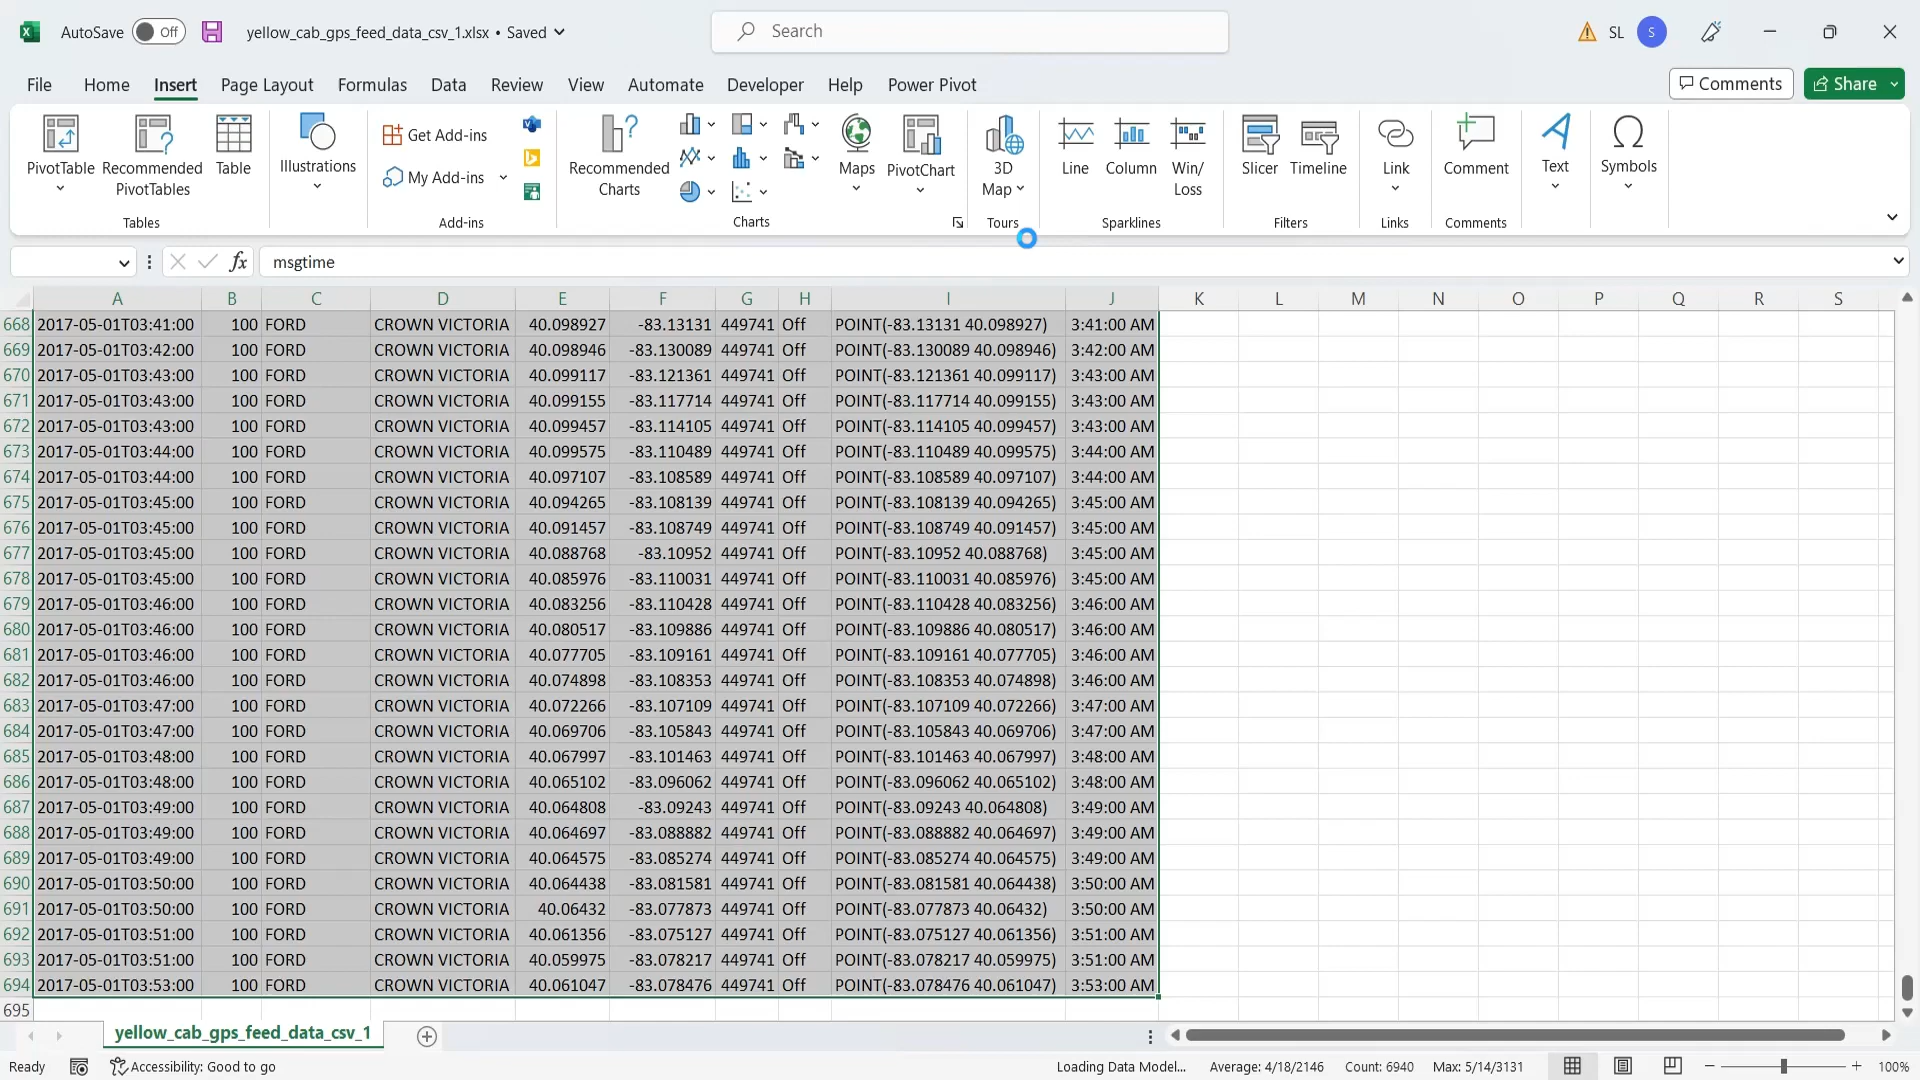 AutoSave Off yellow_cab_gps_feed_data_csv_1.xlsx • Saved Search SL S
File Home Insert Page Layout Formulas Data Review View Automate Developer Help Power Pivot Comments Share
PivotTable Recommended PivotTables Table Illustrations Get Add-ins My Add-ins Recommended Charts Maps PivotChart 3D Map Line Column Win/Loss Slicer Timeline Link Comment Text Symbols
Tables Add-ins Charts Tours Sparklines Filters Links Comments
fx msgtime
A B C D E F G H I J K L M N O P Q R S
668 2017-05-01T03:41:00 100 FORD CROWN VICTORIA 40.098927 -83.13131 449741 Off POINT(-83.13131 40.098927) 3:41:00 AM
669 2017-05-01T03:42:00 100 FORD CROWN VICTORIA 40.098946 -83.130089 449741 Off POINT(-83.130089 40.098946) 3:42:00 AM
670 2017-05-01T03:43:00 100 FORD CROWN VICTORIA 40.099117 -83.121361 449741 Off POINT(-83.121361 40.099117) 3:43:00 AM
671 2017-05-01T03:43:00 100 FORD CROWN VICTORIA 40.099155 -83.117714 449741 Off POINT(-83.117714 40.099155) 3:43:00 AM
672 2017-05-01T03:43:00 100 FORD CROWN VICTORIA 40.099457 -83.114105 449741 Off POINT(-83.114105 40.099457) 3:43:00 AM
673 2017-05-01T03:44:00 100 FORD CROWN VICTORIA 40.099575 -83.110489 449741 Off POINT(-83.110489 40.099575) 3:44:00 AM
674 2017-05-01T03:44:00 100 FORD CROWN VICTORIA 40.097107 -83.108589 449741 Off POINT(-83.108589 40.097107) 3:44:00 AM
675 2017-05-01T03:45:00 100 FORD CROWN VICTORIA 40.094265 -83.108139 449741 Off POINT(-83.108139 40.094265) 3:45:00 AM
676 2017-05-01T03:45:00 100 FORD CROWN VICTORIA 40.091457 -83.108749 449741 Off POINT(-83.108749 40.091457) 3:45:00 AM
677 2017-05-01T03:45:00 100 FORD CROWN VICTORIA 40.088768 -83.10952 449741 Off POINT(-83.10952 40.088768) 3:45:00 AM
678 2017-05-01T03:45:00 100 FORD CROWN VICTORIA 40.085976 -83.110031 449741 Off POINT(-83.110031 40.085976) 3:45:00 AM
679 2017-05-01T03:46:00 100 FORD CROWN VICTORIA 40.083256 -83.110428 449741 Off POINT(-83.110428 40.083256) 3:46:00 AM
680 2017-05-01T03:46:00 100 FORD CROWN VICTORIA 40.080517 -83.109886 449741 Off POINT(-83.109886 40.080517) 3:46:00 AM
681 2017-05-01T03:46:00 100 FORD CROWN VICTORIA 40.077705 -83.109161 449741 Off POINT(-83.109161 40.077705) 3:46:00 AM
682 2017-05-01T03:46:00 100 FORD CROWN VICTORIA 40.074898 -83.108353 449741 Off POINT(-83.108353 40.074898) 3:46:00 AM
683 2017-05-01T03:47:00 100 FORD CROWN VICTORIA 40.072266 -83.107109 449741 Off POINT(-83.107109 40.072266) 3:47:00 AM
684 2017-05-01T03:47:00 100 FORD CROWN VICTORIA 40.069706 -83.105843 449741 Off POINT(-83.105843 40.069706) 3:47:00 AM
685 2017-05-01T03:48:00 100 FORD CROWN VICTORIA 40.067997 -83.101463 449741 Off POINT(-83.101463 40.067997) 3:48:00 AM
686 2017-05-01T03:48:00 100 FORD CROWN VICTORIA 40.065102 -83.096062 449741 Off POINT(-83.096062 40.065102) 3:48:00 AM
687 2017-05-01T03:49:00 100 FORD CROWN VICTORIA 40.064808 -83.09243 449741 Off POINT(-83.09243 40.064808) 3:49:00 AM
688 2017-05-01T03:49:00 100 FORD CROWN VICTORIA 40.064697 -83.088882 449741 Off POINT(-83.088882 40.064697) 3:49:00 AM
689 2017-05-01T03:49:00 100 FORD CROWN VICTORIA 40.064575 -83.085274 449741 Off POINT(-83.085274 40.064575) 3:49:00 AM
690 2017-05-01T03:50:00 100 FORD CROWN VICTORIA 40.064438 -83.081581 449741 Off POINT(-83.081581 40.064438) 3:50:00 AM
691 2017-05-01T03:50:00 100 FORD CROWN VICTORIA 40.06432 -83.077873 449741 Off POINT(-83.077873 40.06432) 3:50:00 AM
692 2017-05-01T03:51:00 100 FORD CROWN VICTORIA 40.061356 -83.075127 449741 Off POINT(-83.075127 40.061356) 3:51:00 AM
693 2017-05-01T03:51:00 100 FORD CROWN VICTORIA 40.059975 -83.078217 449741 Off POINT(-83.078217 40.059975) 3:51:00 AM
694 2017-05-01T03:53:00 100 FORD CROWN VICTORIA 40.061047 -83.078476 449741 Off POINT(-83.078476 40.061047) 3:53:00 AM
695
yellow_cab_gps_feed_data_csv_1
Ready Accessibility: Good to go Loading Data Model... Average: 4/18/2146 Count: 6940 Max: 5/14/3131 100%